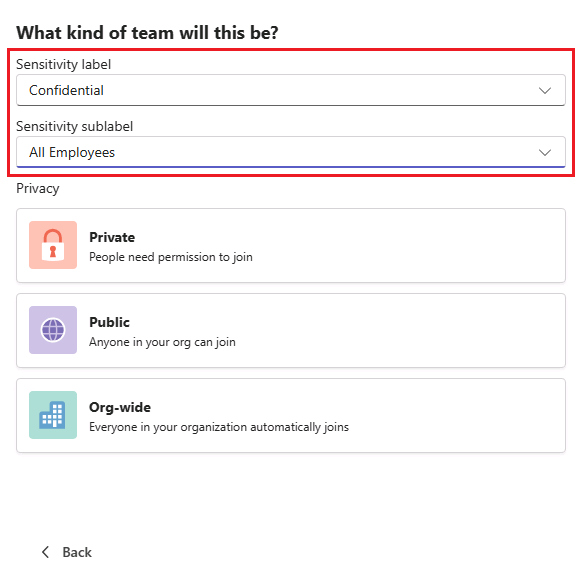 What kind of team will this be?
Sensitivity label
Confidential
Sensitivity sublabel
All Employees
Privacy
Private
People need permission to join
Public
Anyone in your org can join
Org-wide
Everyone in your organization automatically joins
Back